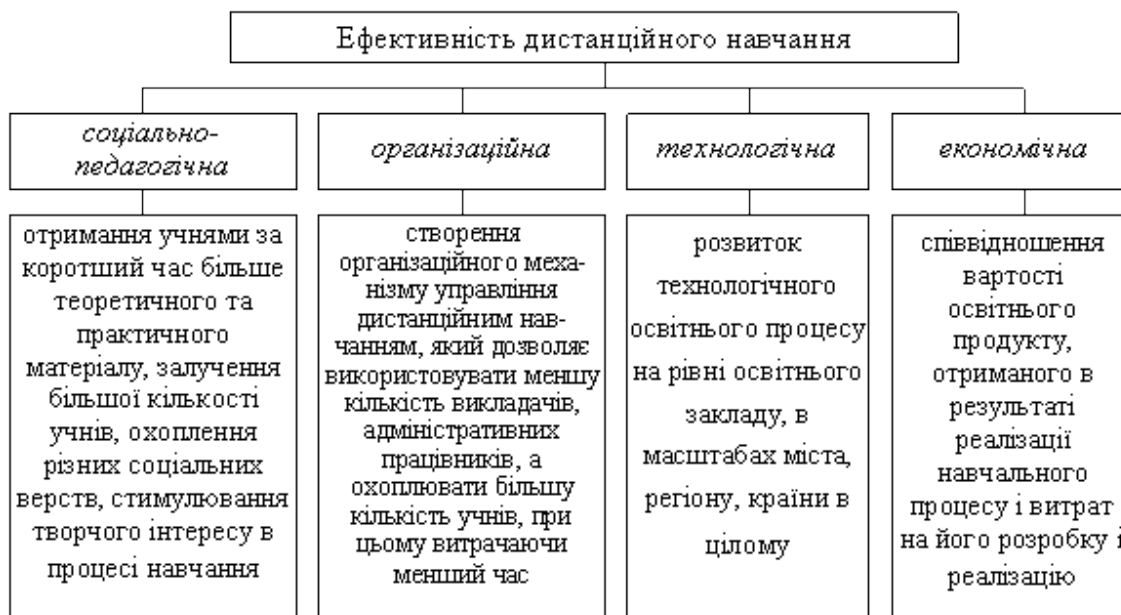 Ефективність дистанційного навчання
соціально-
педагогічна
організаційна
технологічна
економічна
отримання учнями за
коротший час більше
теоретичного та
практичного
матеріалу, залучення
більшої кількості
учнів, охоплення
різних соціальних
верств, стимулювання
творчого інтересу в
процесі навчання
створення
організаційного меха-
нізму управління
дистанційним нав-
чанням, який дозволяє
використовувати меншу
кількість викладачів,
адміністративних
працівників, а
охоплювати більшу
кількість учнів, при
цьому витрачаючи
менший час
розвиток
технологічного
освітнього процесу
на рівні освітнього
закладу, в
масштабах міста,
регіону, країни в
цілому
співвідношення
вартості
освітнього
продукту,
отриманого в
результаті
реалізації
навчального
процесу і витрат
на його розробку і
реалізацію